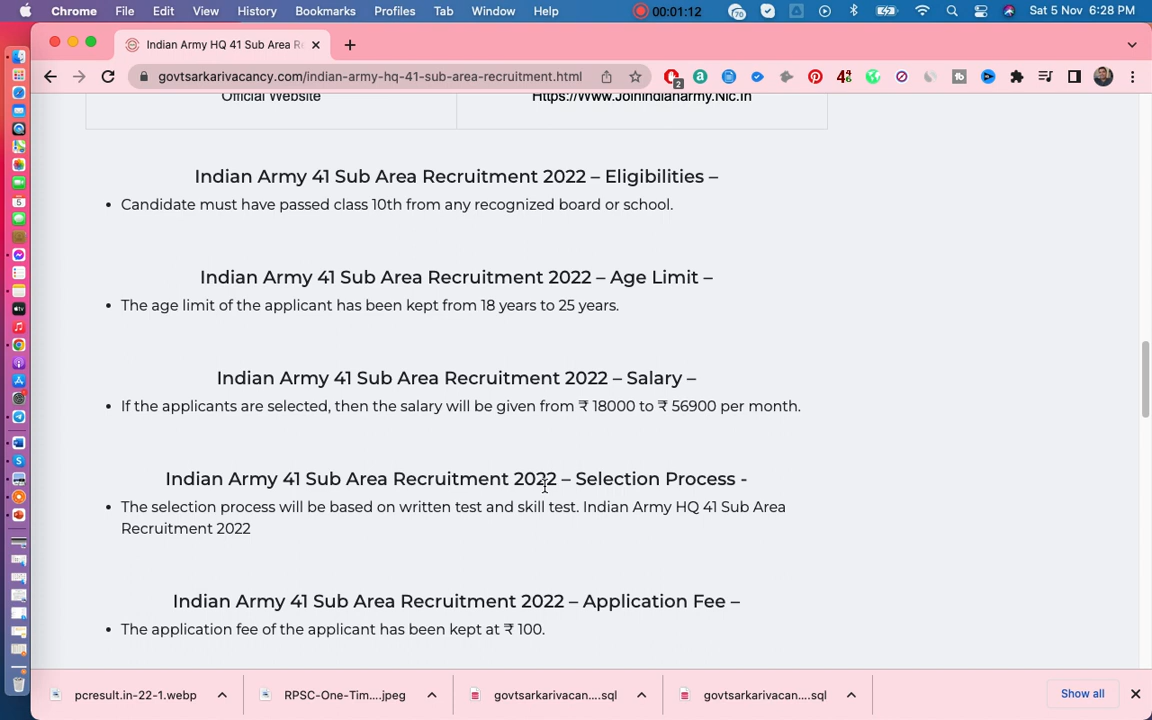 Chrome File Edit View History Bookmarks Profiles Tab Window Help 00:01:12 Sat 5 Nov 6:28 PM
Indian Army HQ 41 Sub Area R
govtsarkarivacancy.com/indian-army-hq-41-sub-area-recruitment.html
2
Official Website Https://Www.Joinindianarmy.Nic.In
Indian Army 41 Sub Area Recruitment 2022 – Eligibilities –
• Candidate must have passed class 10th from any recognized board or school.
Indian Army 41 Sub Area Recruitment 2022 – Age Limit –
• The age limit of the applicant has been kept from 18 years to 25 years.
Indian Army 41 Sub Area Recruitment 2022 – Salary –
• If the applicants are selected, then the salary will be given from ₹ 18000 to ₹ 56900 per month.
Indian Army 41 Sub Area Recruitment 2022 – Selection Process -
• The selection process will be based on written test and skill test. Indian Army HQ 41 Sub Area
Recruitment 2022
Indian Army 41 Sub Area Recruitment 2022 – Application Fee –
• The application fee of the applicant has been kept at ₹ 100.
pcresult.in-22-1.webp RPSC-One-Tim....jpeg govtsarkarivacan....sql govtsarkarivacan....sql Show all